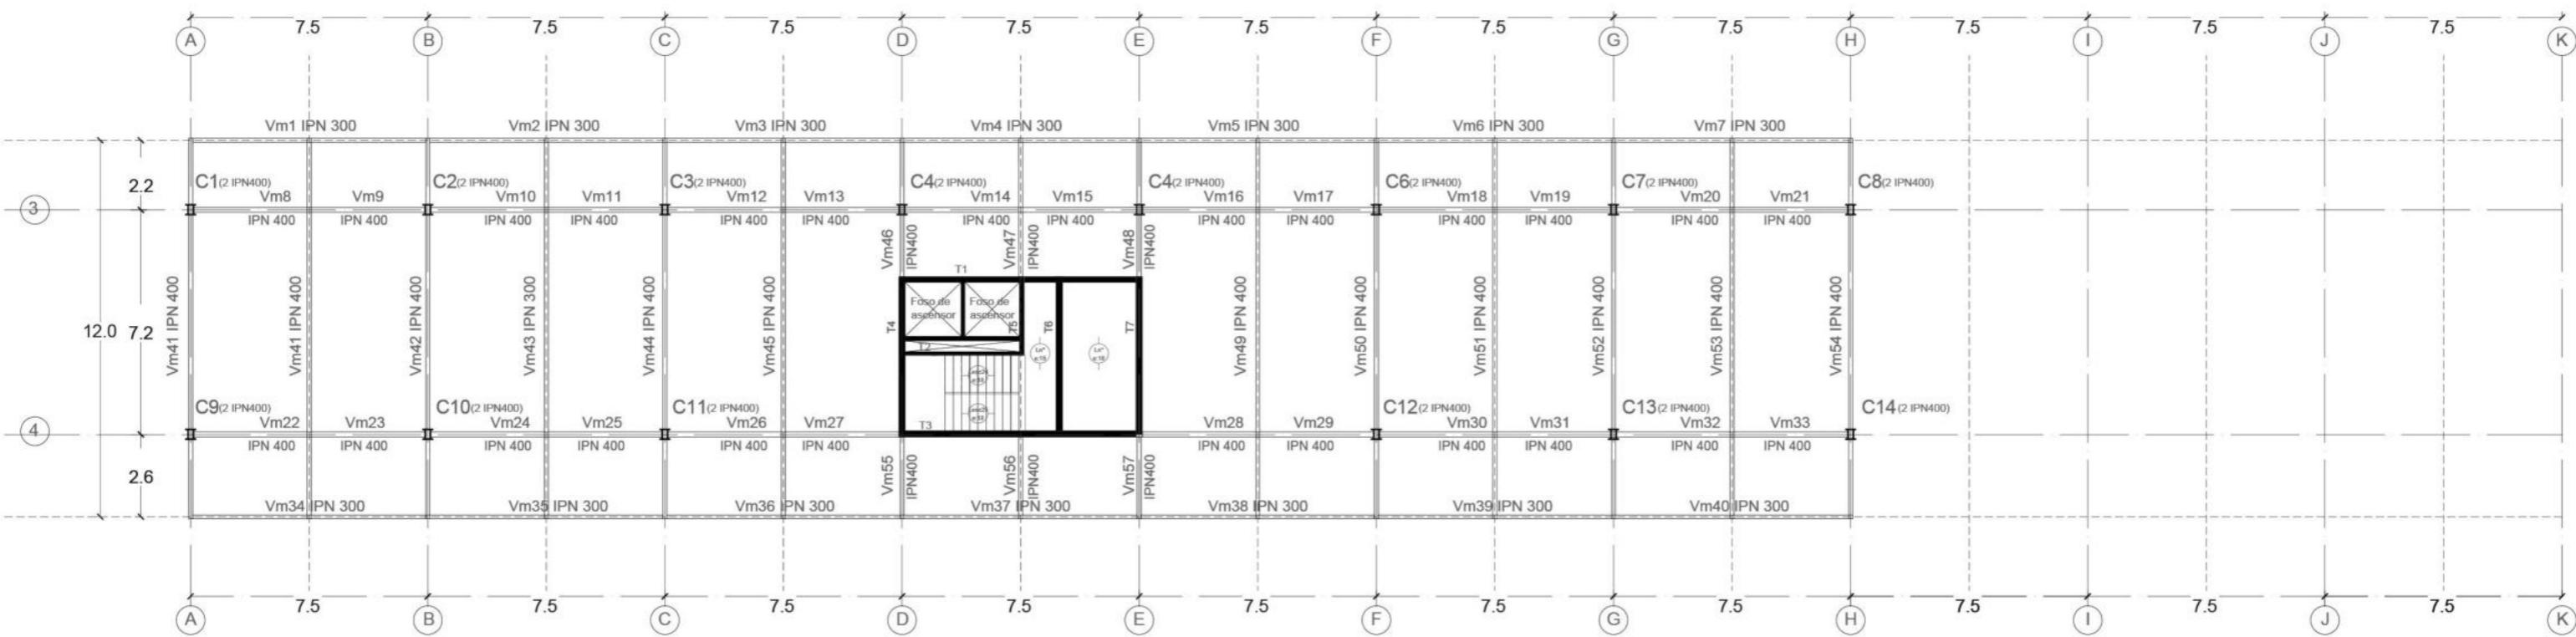 7.5 7.5 7.5 7.5 7.5 7.5 7.5 7.5 7.5 7.5
A B C D E F G H I J K
Vm1 IPN 300 Vm2 IPN 300 Vm3 IPN 300 Vm4 IPN 300 Vm5 IPN 300 Vm6 IPN 300 Vm7 IPN 300
2.2 C1(2 IPN400) C2(2 IPN400) C3(2 IPN400) C4(2 IPN400) C4(2 IPN400) C6(2 IPN400) C7(2 IPN400) C8(2 IPN400)
Vm8 Vm9 Vm10 Vm11 Vm12 Vm13 Vm14 Vm15 Vm16 Vm17 Vm18 Vm19 Vm20 Vm21
3
IPN 400 IPN 400 IPN 400 IPN 400 IPN 400 IPN 400 IPN 400 IPN 400 IPN 400 IPN 400 IPN 400 IPN 400 IPN 400 IPN 400
Vm46 IPN400 Vm47 IPN400 Vm48 IPN400
T1
Foso de Foso de
ascensor ascensor
12.0 7.2
Vm41 IPN 400 Vm41 IPN 400 Vm42 IPN 400 Vm43 IPN 300 Vm44 IPN 400 Vm45 IPN 400 T4 T5 T6 T7 Vm49 IPN 400 Vm50 IPN 400 Vm51 IPN 400 Vm52 IPN 400 Vm53 IPN 400 Vm54 IPN 400
T2
C9(2 IPN400) C10(2 IPN400) C11(2 IPN400) C12(2 IPN400) C13(2 IPN400) C14(2 IPN400)
Vm22 Vm23 Vm24 Vm25 Vm26 Vm27 T3 Vm28 Vm29 Vm30 Vm31 Vm32 Vm33
4
IPN 400 IPN 400 IPN 400 IPN 400 IPN 400 IPN 400 IPN 400 IPN 400 IPN 400 IPN 400 IPN 400 IPN 400
2.6 Vm55 IPN400 Vm56 IPN400 Vm57 IPN400
Vm34 IPN 300 Vm35 IPN 300 Vm36 IPN 300 Vm37 IPN 300 Vm38 IPN 300 Vm39 IPN 300 Vm40 IPN 300
7.5 7.5 7.5 7.5 7.5 7.5 7.5 7.5 7.5 7.5
A B C D E F G H I J K